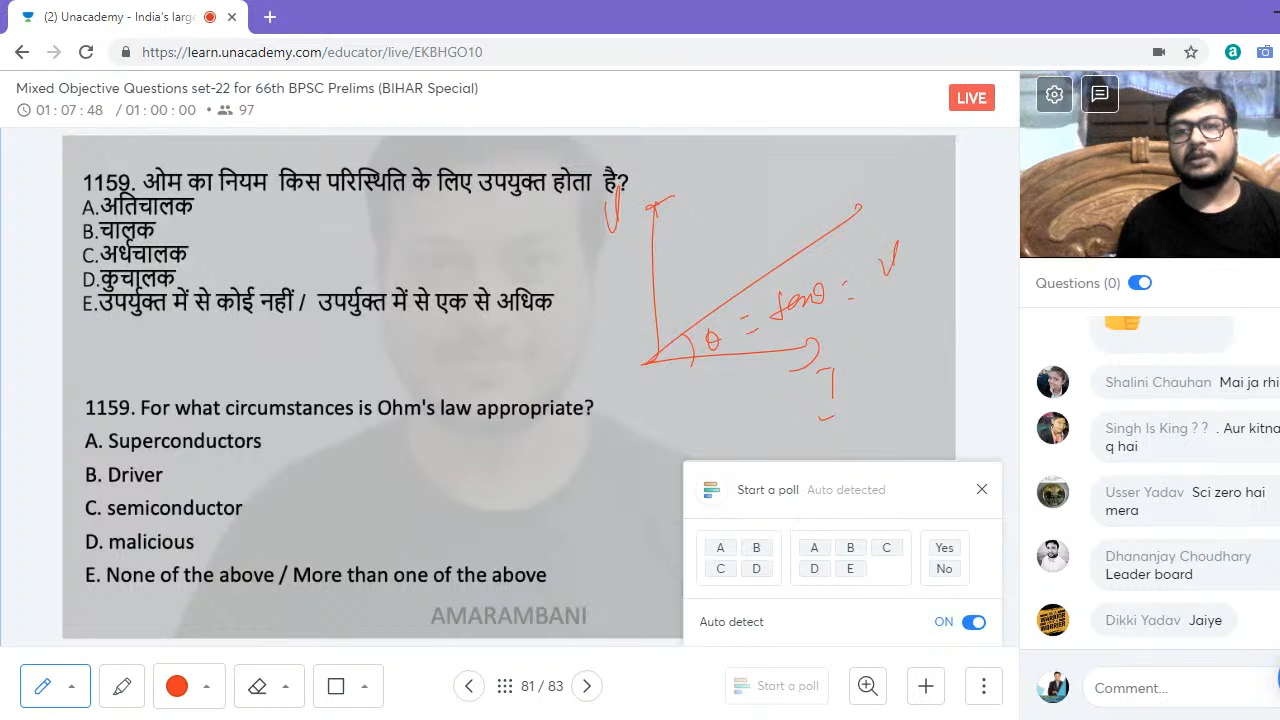 (2) Unacademy - India's larg
https://learn.unacademy.com/educator/live/EKBHGO10
Mixed Objective Questions set-22 for 66th BPSC Prelims (BIHAR Special)
01:07:48 / 01:00:00 • 97
LIVE
1159. ओम का नियम किस परिस्थिति के लिए उपयुक्त होता है?
A.अतिचालक
B.चालक
C.अर्धचालक
D.कुचालक
E.उपर्युक्त में से कोई नहीं / उपर्युक्त में से एक से अधिक
V
θ = = V
1159. For what circumstances is Ohm's law appropriate?
A. Superconductors
B. Driver
C. semiconductor
D. malicious
E. None of the above / More than one of the above
AMARAMBANI
Start a poll Auto detected
A B A B C Yes
C D D E No
Auto detect ON
81 / 83
Start a poll
Questions (0)
Shalini Chauhan Mai ja rhi
Singh Is King ? ? . Aur kitna
q hai
Usser Yadav Sci zero hai
mera
Dhananjay Choudhary
Leader board
Dikki Yadav Jaiye
Comment...